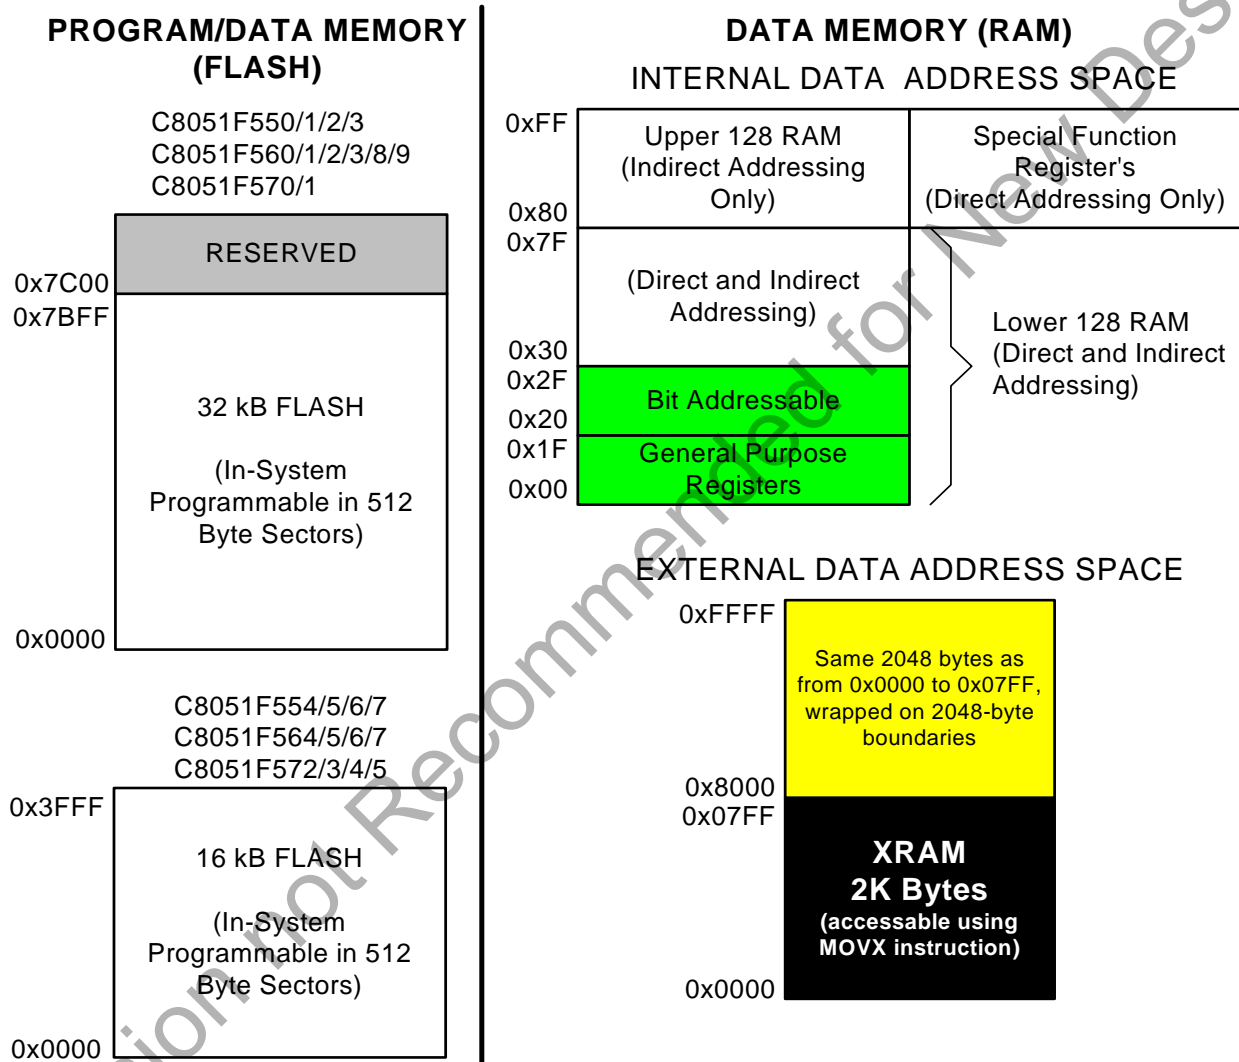 PROGRAM/DATA MEMORY
(FLASH)
C8051F550/1/2/3
C8051F560/1/2/3/8/9
C8051F570/1
RESERVED
0x7C00
0x7BFF
32 kB FLASH
(In-System
Programmable in 512
Byte Sectors)
0x0000
C8051F554/5/6/7
C8051F564/5/6/7
C8051F572/3/4/5
0x3FFF
16 kB FLASH
(In-System
Programmable in 512
Byte Sectors)
0x0000
DATA MEMORY (RAM)
INTERNAL DATA ADDRESS SPACE
0xFF
Upper 128 RAM
(Indirect Addressing
Only)
Special Function
Register's
(Direct Addressing Only)
0x80
0x7F
(Direct and Indirect
Addressing)
Lower 128 RAM
(Direct and Indirect
Addressing)
0x30
0x2F
Bit Addressable
0x20
0x1F
General Purpose
Registers
0x00
EXTERNAL DATA ADDRESS SPACE
0xFFFF
Same 2048 bytes as
from 0x0000 to 0x07FF,
wrapped on 2048-byte
boundaries
0x8000
0x07FF
XRAM
2K Bytes
(accessable using
MOVX instruction)
0x0000
not Recommended for New